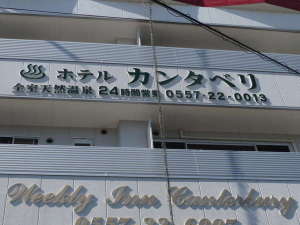 ♨ ホテル カンタベリ
全室天然温泉 24時間営業 0557-22-0013
Weekly Inn Canterbury